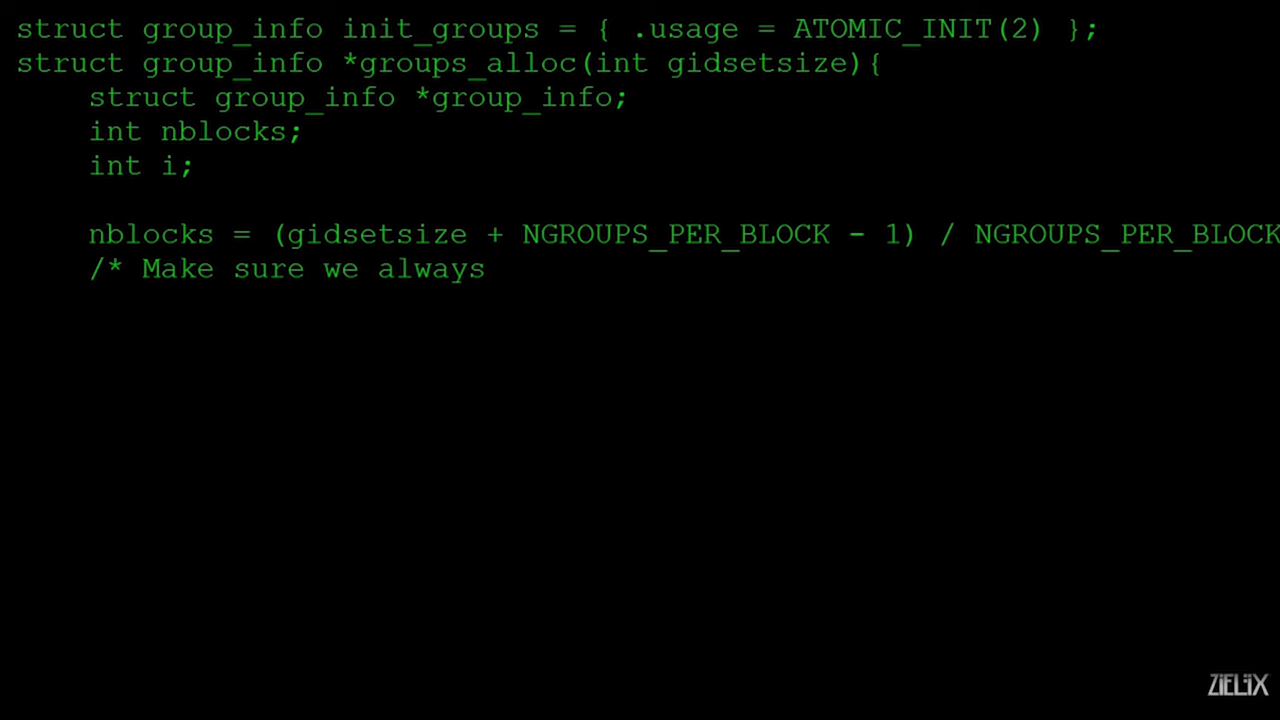 struct group_info init_groups = { .usage = ATOMIC_INIT(2) };
struct group_info *groups_alloc(int gidsetsize){
    struct group_info *group_info;
    int nblocks;
    int i;

    nblocks = (gidsetsize + NGROUPS_PER_BLOCK - 1) / NGROUPS_PER_BLOCK
    /* Make sure we always
ZiELiX